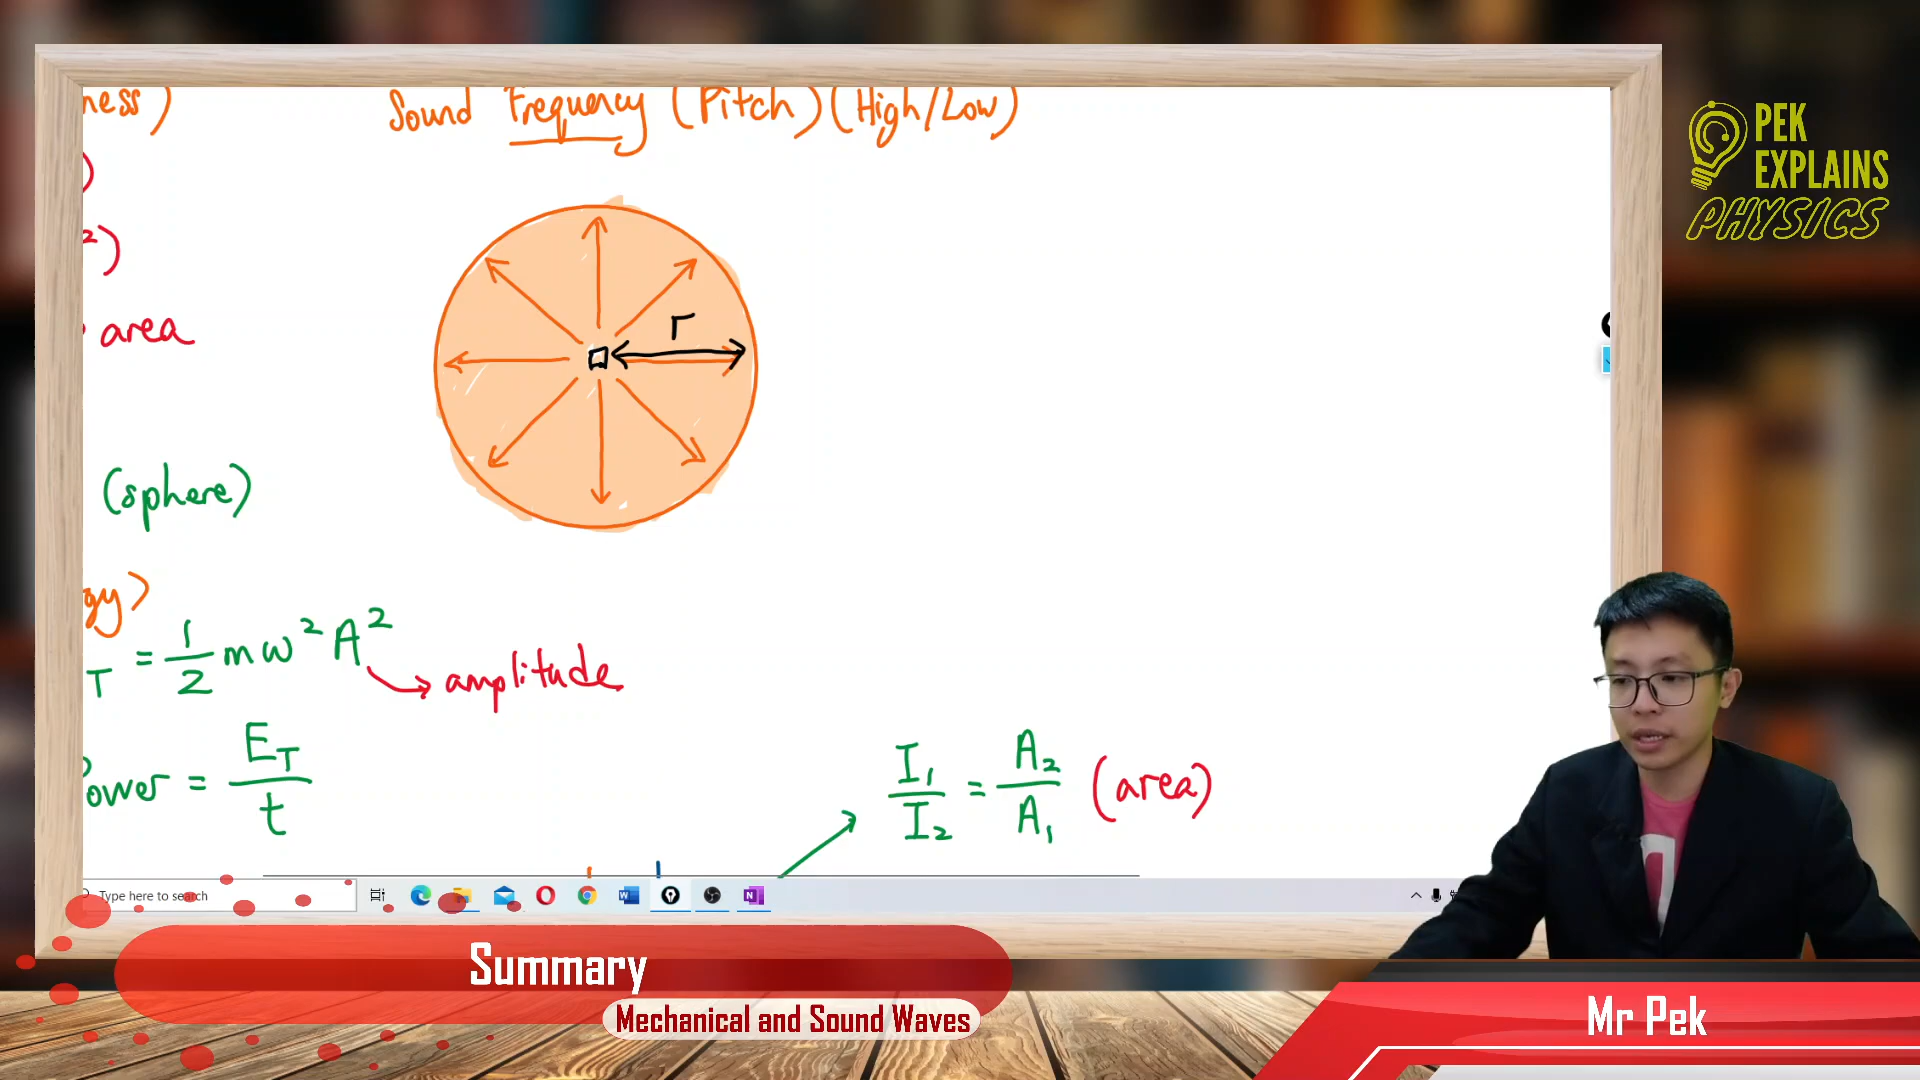 ness)
Sound Frequency (Pitch) (High/Low)
)
²)
area
r
(sphere)
gy)
T = 1/2 mω²A²
amplitude
Power = E_T/t
I₁/I₂ = A₂/A₁ (area)
Type here to search
PEK
EXPLAINS
PHYSICS
Summary
Mechanical and Sound Waves
Mr Pek